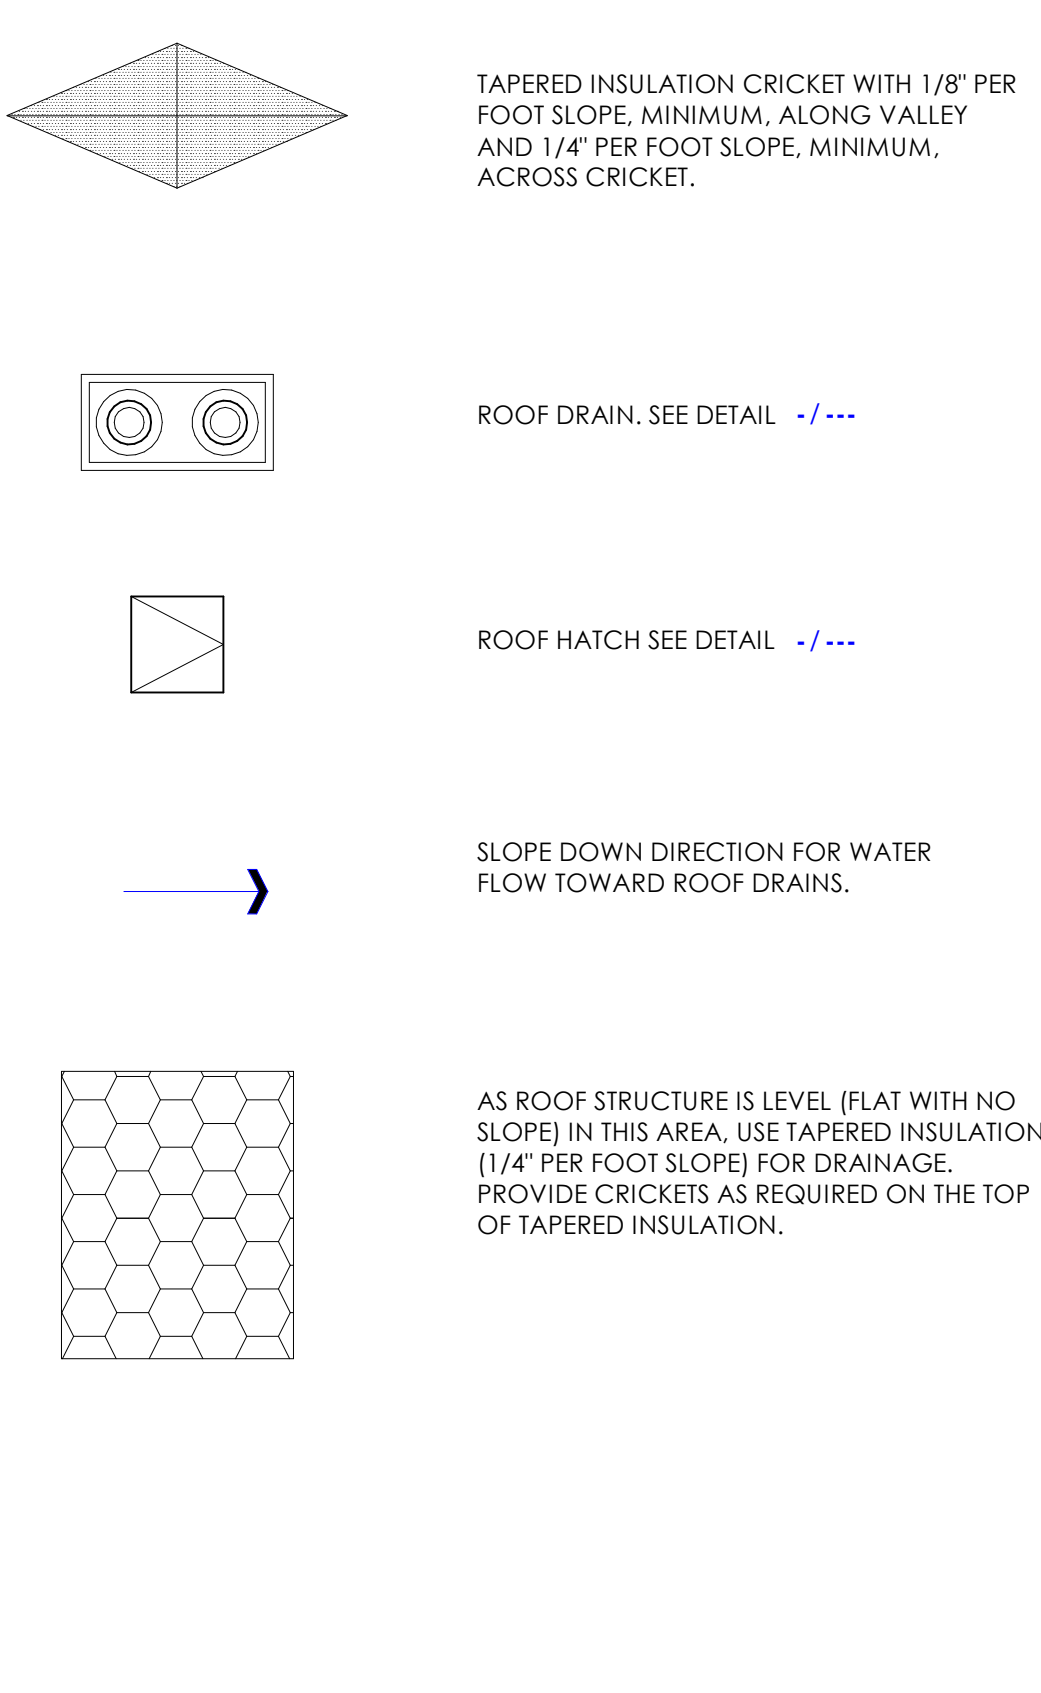 TAPERED INSULATION CRICKET WITH 1/8" PER
FOOT SLOPE, MINIMUM, ALONG VALLEY
AND 1/4" PER FOOT SLOPE, MINIMUM,
ACROSS CRICKET.
ROOF DRAIN. SEE DETAIL - / ---
ROOF HATCH SEE DETAIL - / ---
SLOPE DOWN DIRECTION FOR WATER
FLOW TOWARD ROOF DRAINS.
AS ROOF STRUCTURE IS LEVEL (FLAT WITH NO
SLOPE) IN THIS AREA, USE TAPERED INSULATION
(1/4" PER FOOT SLOPE) FOR DRAINAGE.
PROVIDE CRICKETS AS REQUIRED ON THE TOP
OF TAPERED INSULATION.